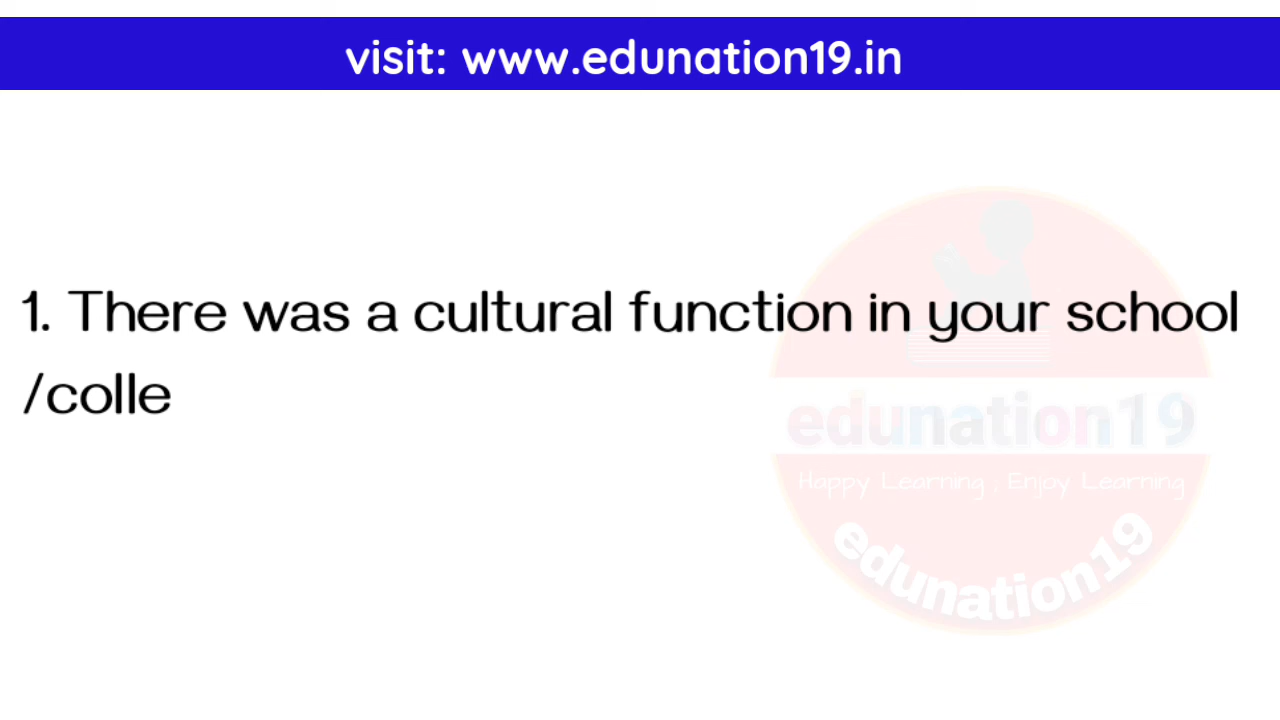 visit: www.edunation19.in
1. There was a cultural function in your school
/colle
edunation19
Happy Learning , Enjoy Learning
edunation19